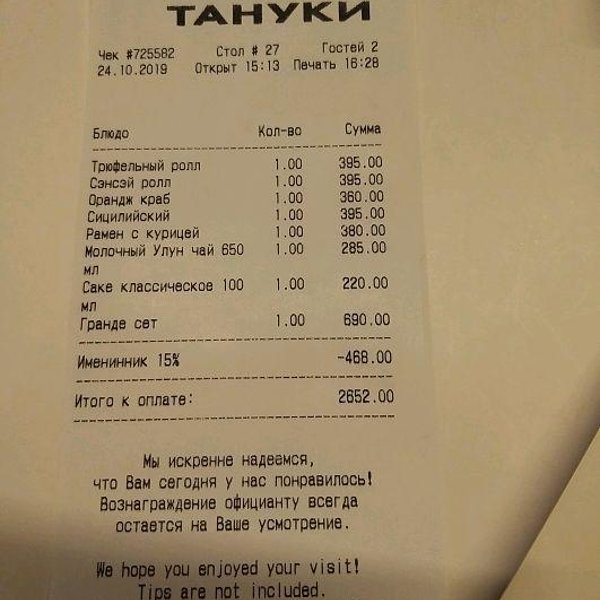 ТАНУКИ
Чек #725582 Стол # 27 Гостей 2
24.10.2019 Открыт 15:13 Печать 16:28
Блюдо Кол-во Сумма
Трюфельный ролл 1.00 395.00
Сэнсэй ролл 1.00 395.00
Орандж краб 1.00 360.00
Сицилийский 1.00 395.00
Рамен с курицей 1.00 380.00
Молочный Улун чай 650 1.00 285.00
мл
Саке классическое 100 1.00 220.00
мл
Гранде сет 1.00 690.00
Именинник 15% -468.00
Итого к оплате: 2652.00
Мы искренне надеемся,
что Вам сегодня у нас понравилось!
Вознаграждение официанту всегда
остается на Ваше усмотрение.
We hope you enjoyed your visit!
Tips are not included.